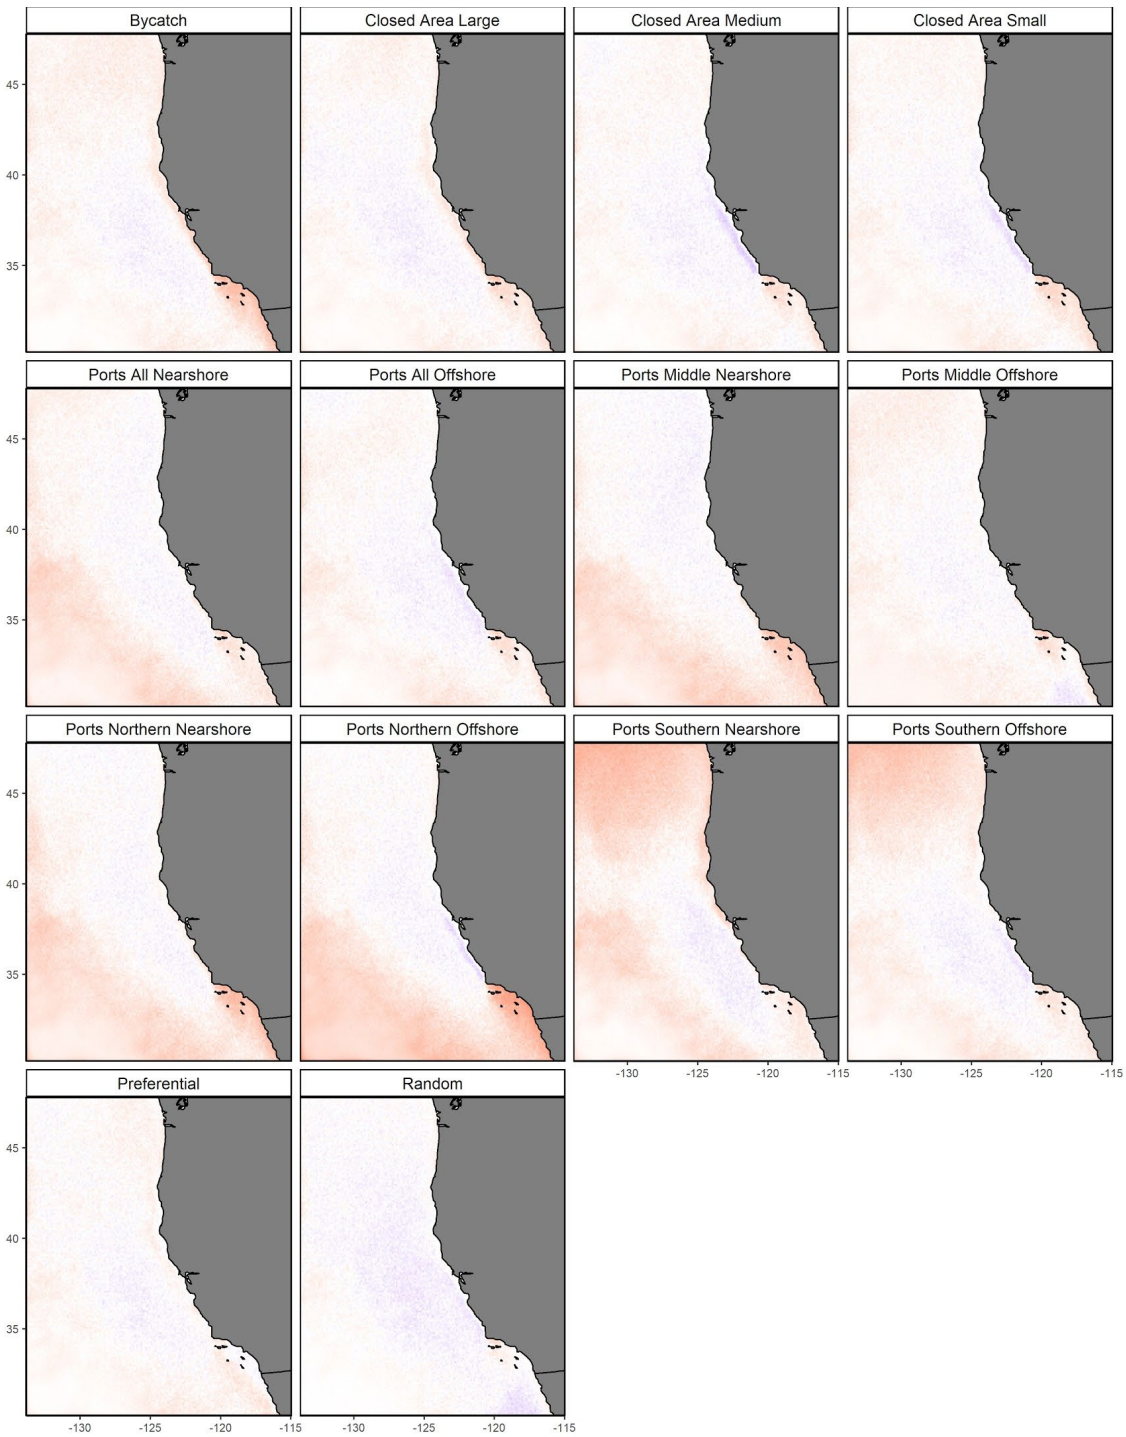 Bycatch Closed Area Large Closed Area Medium Closed Area Small
45
40
35
Ports All Nearshore Ports All Offshore Ports Middle Nearshore Ports Middle Offshore
45
40
35
Ports Northern Nearshore Ports Northern Offshore Ports Southern Nearshore Ports Southern Offshore
45
40
35
-130 -125 -120 -115 -130 -125 -120 -115
Preferential Random
45
40
35
-130 -125 -120 -115 -130 -125 -120 -115